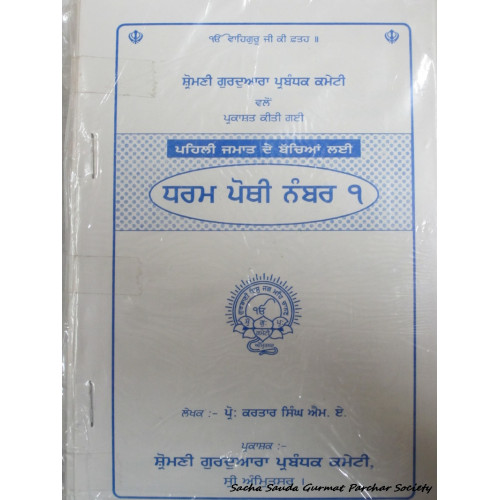 ੴ ਵਾਹਿਗੁਰੂ ਜੀ ਕੀ ਫ਼ਤਹ ॥
ਸ਼੍ਰੋਮਣੀ ਗੁਰਦੁਆਰਾ ਪ੍ਰਬੰਧਕ ਕਮੇਟੀ
ਵਲੋਂ
ਪ੍ਰਕਾਸ਼ਤ ਕੀਤੀ ਗਈ
ਪਹਿਲੀ ਜਮਾਤ ਦੇ ਬੱਚਿਆਂ ਲਈ
ਧਰਮ ਪੋਥੀ ਨੰਬਰ ੧
ੴ
ਲੇਖਕ :- ਪ੍ਰੋ: ਕਰਤਾਰ ਸਿੰਘ ਐਮ. ਏ.
ਪ੍ਰਕਾਸ਼ਕ :-
ਸ਼੍ਰੋਮਣੀ ਗੁਰਦੁਆਰਾ ਪ੍ਰਬੰਧਕ ਕਮੇਟੀ,
ਸ੍ਰੀ ਅੰਮ੍ਰਿਤਸਰ ।
Sacha Sauda Gurmat Parchar Society